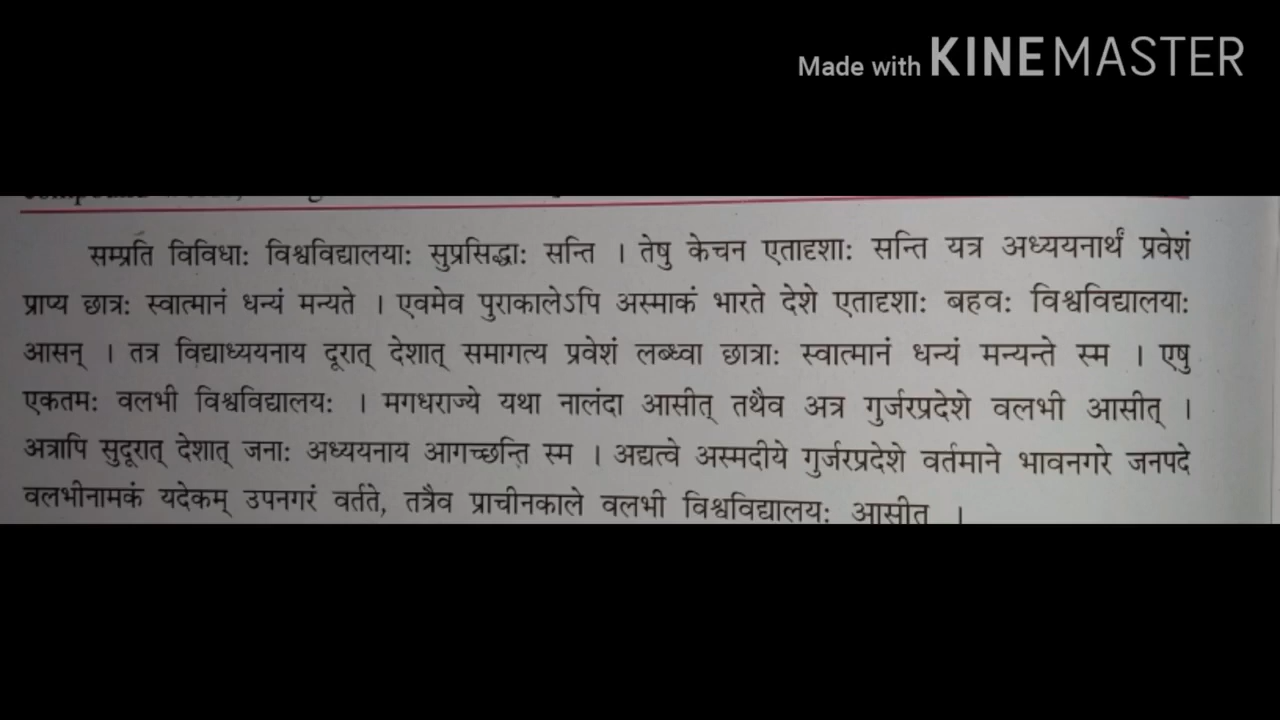 Made with KINEMASTER
सम्प्रति विविधाः विश्वविद्यालयाः सुप्रसिद्धाः सन्ति । तेषु केचन एतादृशाः सन्ति यत्र अध्ययनार्थं प्रवेशं
प्राप्य छात्रः स्वात्मानं धन्यं मन्यते । एवमेव पुराकालेऽपि अस्माकं भारते देशे एतादृशाः बहवः विश्वविद्यालयाः
आसन् । तत्र विद्याध्ययनाय दूरात् देशात् समागत्य प्रवेशं लब्ध्वा छात्राः स्वात्मानं धन्यं मन्यन्ते स्म । एषु
एकतमः वलभी विश्वविद्यालयः । मगधराज्ये यथा नालंदा आसीत् तथैव अत्र गुर्जरप्रदेशे वलभी आसीत् ।
अत्रापि सुदूरात् देशात् जनाः अध्ययनाय आगच्छन्ति स्म । अद्यत्वे अस्मदीये गुर्जरप्रदेशे वर्तमाने भावनगरे जनपदे
वलभीनामकं यदेकम् उपनगरं वर्तते, तत्रैव प्राचीनकाले वलभी विश्वविद्यालयः आसीत् ।